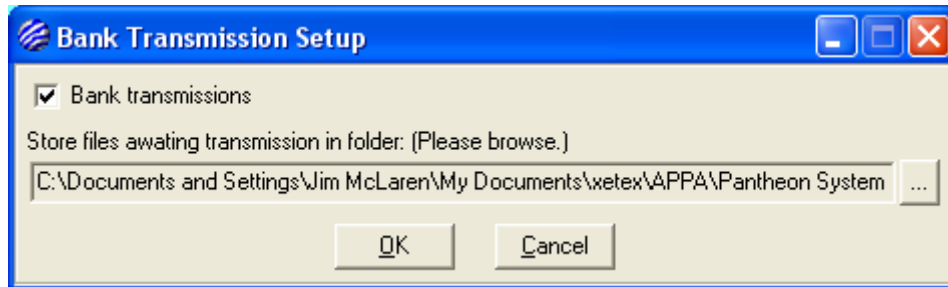 Bank Transmission Setup
Bank transmissions
Store files awating transmission in folder: (Please browse.)
C:\Documents and Settings\Jim McLaren\My Documents\xetex\APPA\Pantheon System
...
OK Cancel